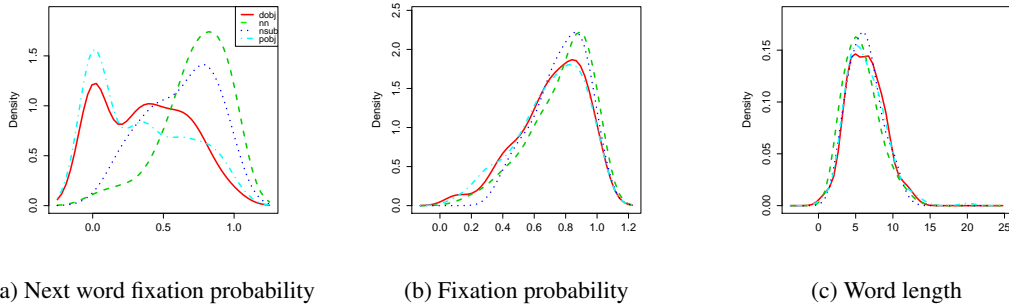 dobj
nn
nsub
pobj
Density
0.0 0.5 1.0 1.5
0.0 0.5 1.0
Density
0.0 0.5 1.0 1.5 2.0 2.5
0.0 0.2 0.4 0.6 0.8 1.0 1.2
Density
0.00 0.05 0.10 0.15
0 5 10 15 20 25
a) Next word fixation probability
(b) Fixation probability
(c) Word length